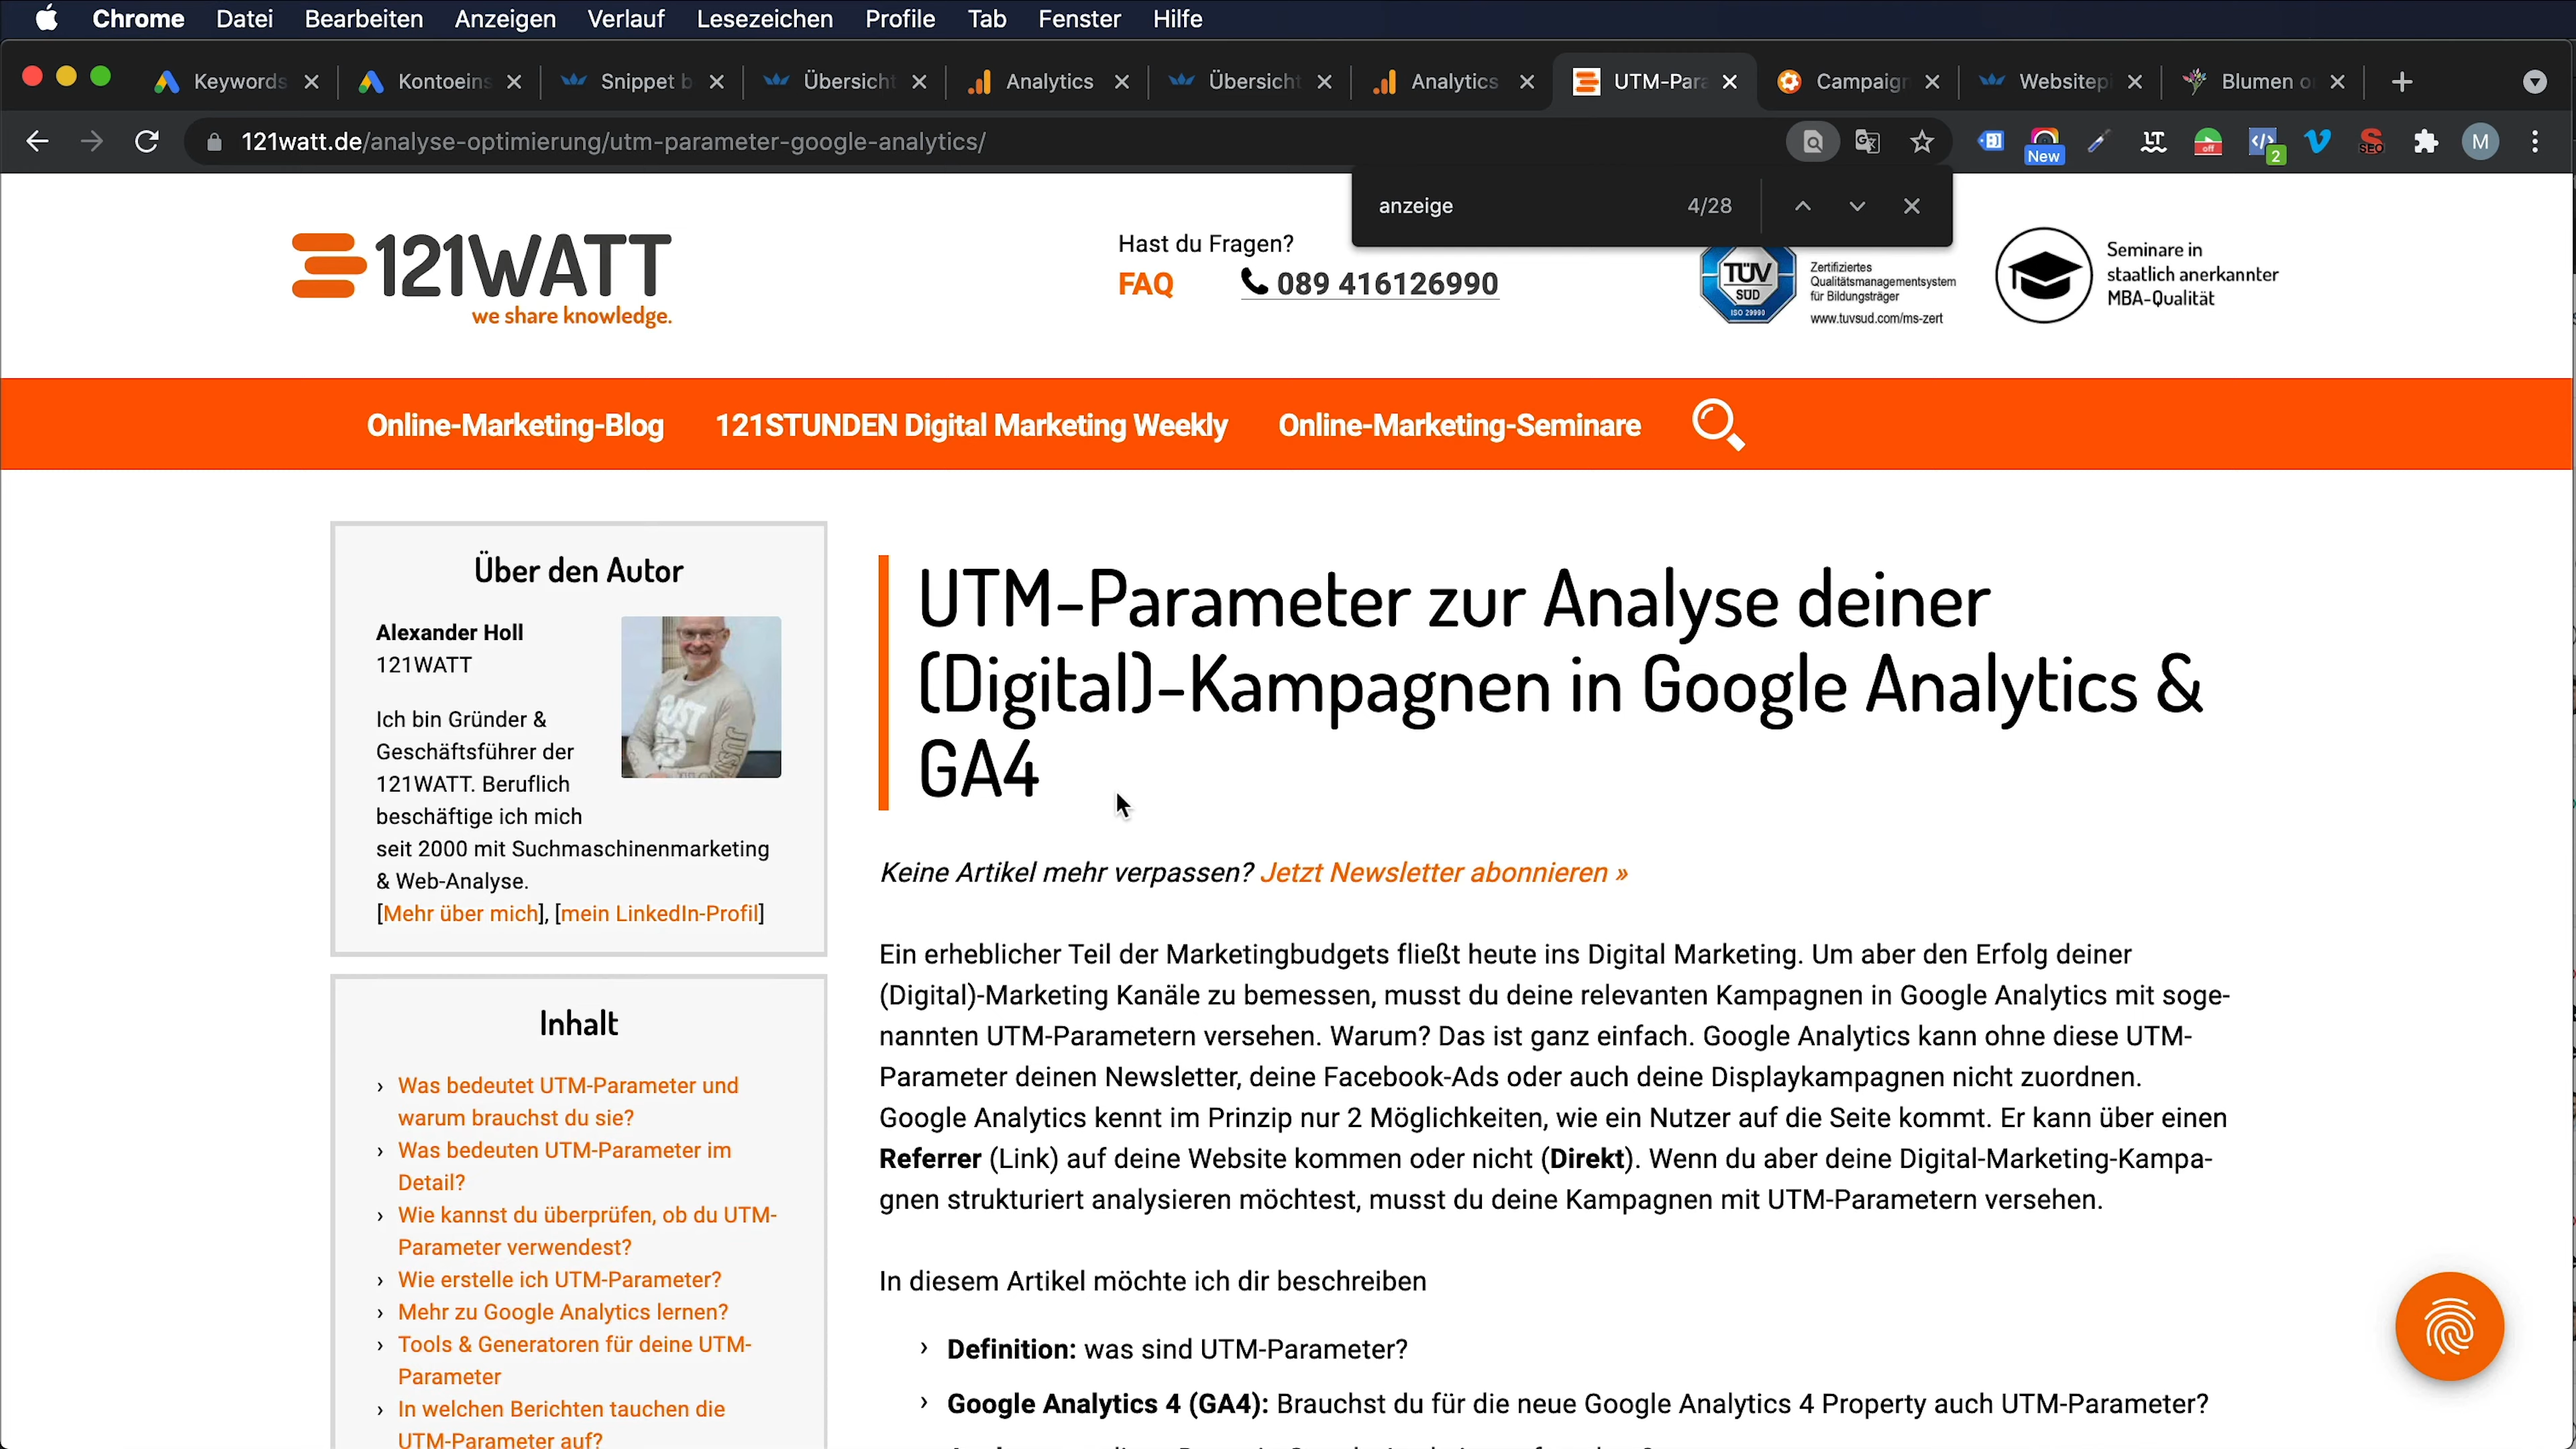 Chrome Datei Bearbeiten Anzeigen Verlauf Lesezeichen Profile Tab Fenster Hilfe
Keywords Kontoeins Snippet b Übersicht Analytics Übersicht Analytics UTM-Para Campaign Websitep Blumen o
121watt.de/analyse-optimierung/utm-parameter-google-analytics/
New
off
2
SEO
M
anzeige 4/28
121WATT
we share knowledge.
Hast du Fragen?
FAQ 089 416126990
TÜV
SÜD
ISO 29990
Zertifiziertes
Qualitätsmanagementsystem
für Bildungsträger
www.tuvsud.com/ms-zert
Seminare in
staatlich anerkannter
MBA-Qualität
Online-Marketing-Blog 121STUNDEN Digital Marketing Weekly Online-Marketing-Seminare
Über den Autor
Alexander Holl
121WATT
Ich bin Gründer &
Geschäftsführer der
121WATT. Beruflich
beschäftige ich mich
seit 2000 mit Suchmaschinenmarketing
& Web-Analyse.
[Mehr über mich], [mein LinkedIn-Profil]
Inhalt
› Was bedeutet UTM-Parameter und
warum brauchst du sie?
› Was bedeuten UTM-Parameter im
Detail?
› Wie kannst du überprüfen, ob du UTM-
Parameter verwendest?
› Wie erstelle ich UTM-Parameter?
› Mehr zu Google Analytics lernen?
› Tools & Generatoren für deine UTM-
Parameter
› In welchen Berichten tauchen die
UTM-Parameter auf?
UTM-Parameter zur Analyse deiner
(Digital)-Kampagnen in Google Analytics &
GA4
Keine Artikel mehr verpassen? Jetzt Newsletter abonnieren »
Ein erheblicher Teil der Marketingbudgets fließt heute ins Digital Marketing. Um aber den Erfolg deiner
(Digital)-Marketing Kanäle zu bemessen, musst du deine relevanten Kampagnen in Google Analytics mit soge-
nannten UTM-Parametern versehen. Warum? Das ist ganz einfach. Google Analytics kann ohne diese UTM-
Parameter deinen Newsletter, deine Facebook-Ads oder auch deine Displaykampagnen nicht zuordnen.
Google Analytics kennt im Prinzip nur 2 Möglichkeiten, wie ein Nutzer auf die Seite kommt. Er kann über einen
Referrer (Link) auf deine Website kommen oder nicht (Direkt). Wenn du aber deine Digital-Marketing-Kampa-
gnen strukturiert analysieren möchtest, musst du deine Kampagnen mit UTM-Parametern versehen.
In diesem Artikel möchte ich dir beschreiben
› Definition: was sind UTM-Parameter?
› Google Analytics 4 (GA4): Brauchst du für die neue Google Analytics 4 Property auch UTM-Parameter?